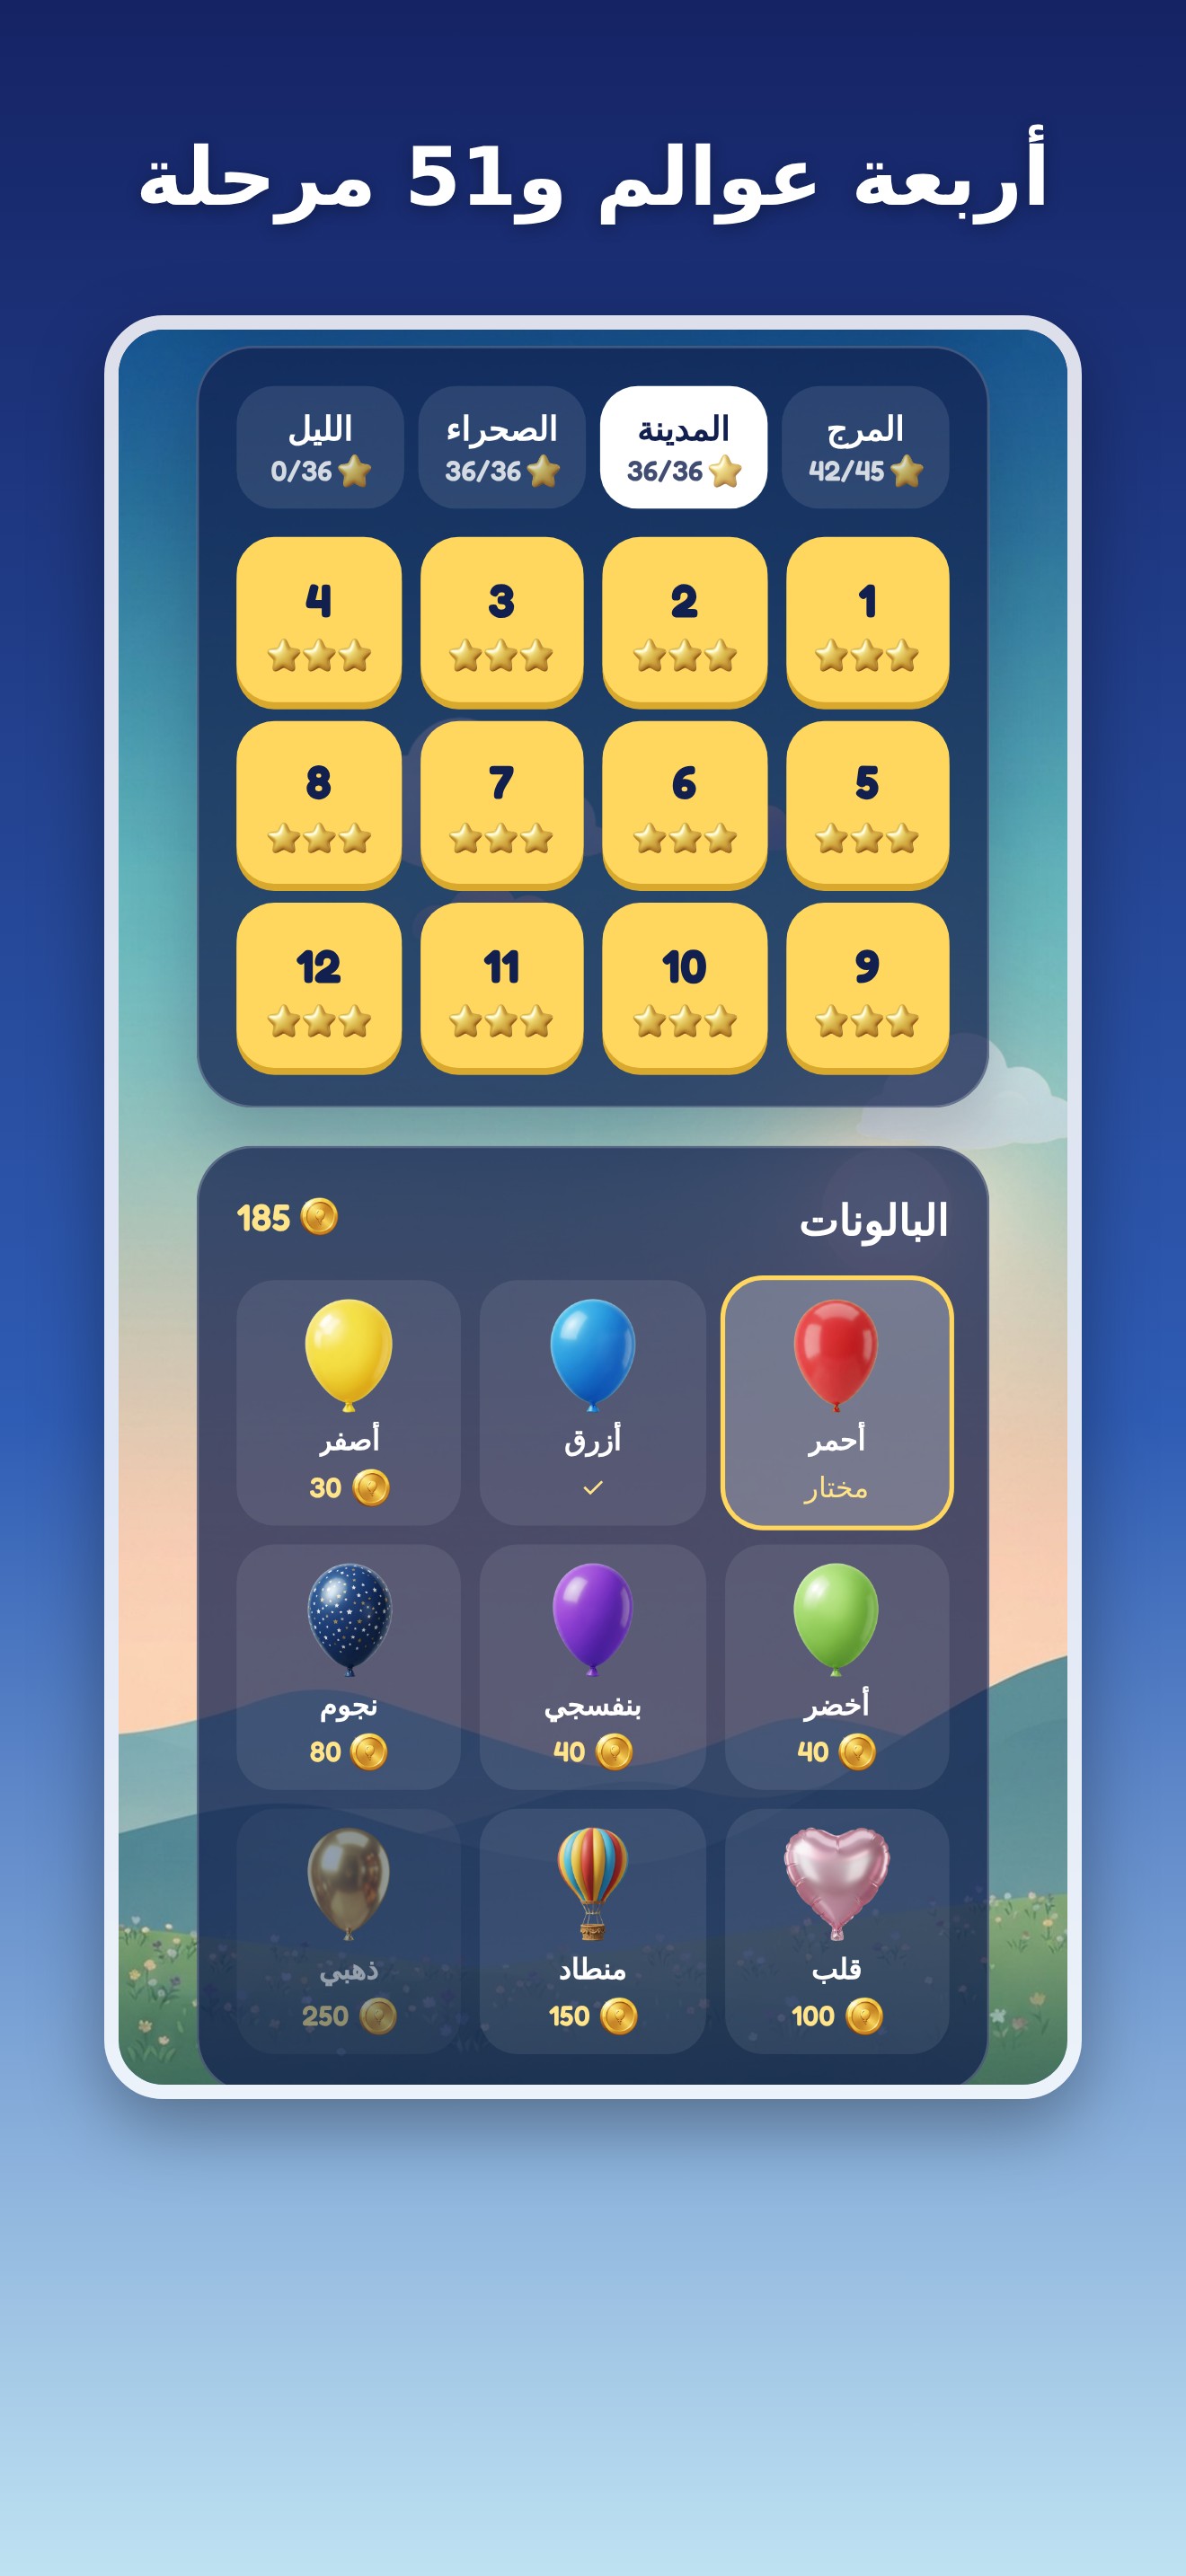 أربعة عوالم و51 مرحلة
المرج المدينة الصحراء الليل
42/45 36/36 36/36 0/36
1 2 3 4
5 6 7 8
9 10 11 12
البالونات 185
أحمر أزرق أصفر
مختار ✓ 30
أخضر بنفسجي نجوم
40 40 80
قلب منطاد ذهبي
100 150 250